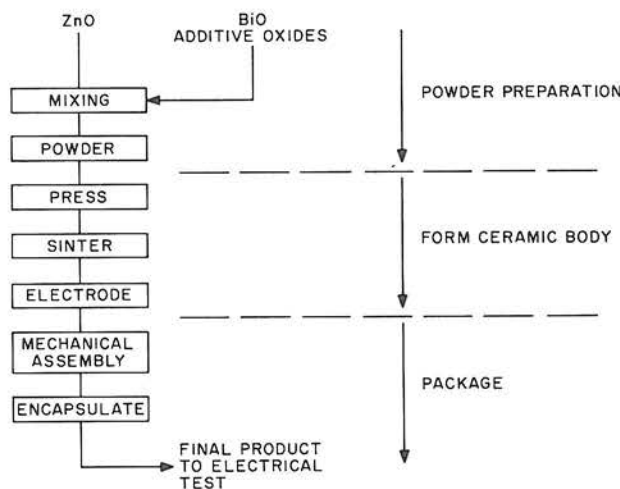 ZnO
BiO
ADDITIVE OXIDES
MIXING
POWDER PREPARATION
POWDER
PRESS
SINTER
FORM CERAMIC BODY
ELECTRODE
MECHANICAL
ASSEMBLY
PACKAGE
ENCAPSULATE
FINAL PRODUCT
TO ELECTRICAL
TEST